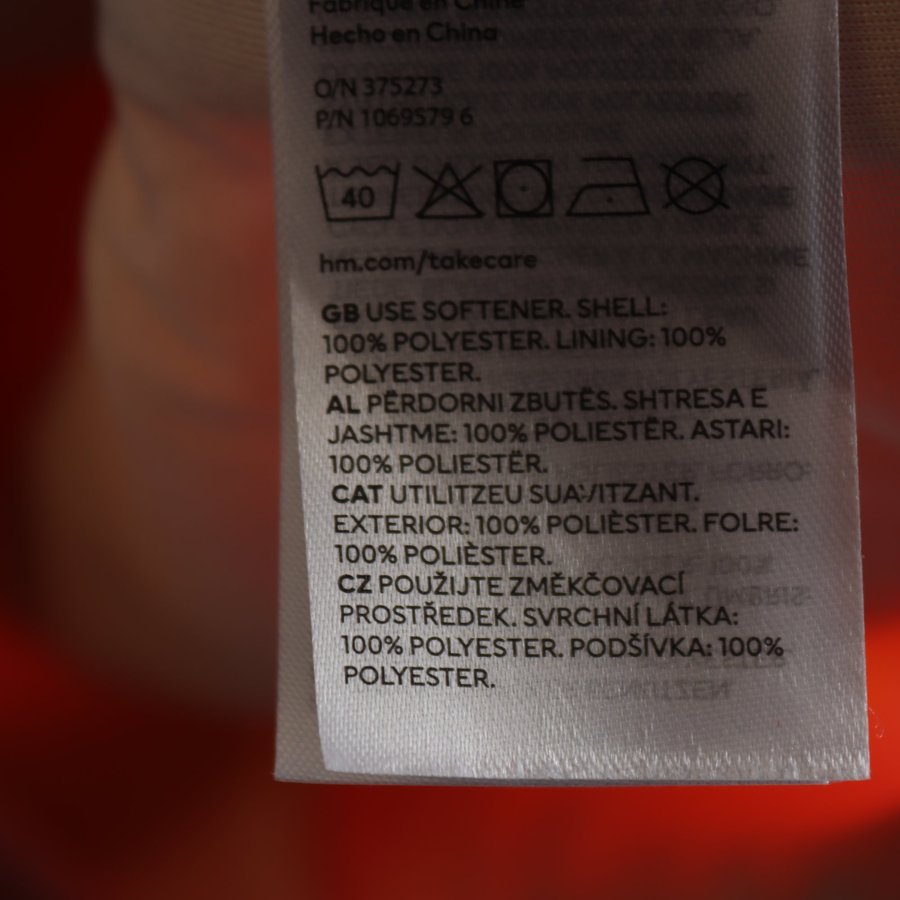 Fabriqué en Chine
Hecho en China
O/N 375273
P/N 1069579 6
40
hm.com/takecare
GB USE SOFTENER. SHELL:
100% POLYESTER. LINING: 100%
POLYESTER.
AL PËRDORNI ZBUTËS. SHTRESA E
JASHTME: 100% POLIESTËR. ASTARI:
100% POLIESTËR.
CAT UTILITZEU SUAVITZANT.
EXTERIOR: 100% POLIÈSTER. FOLRE:
100% POLIÈSTER.
CZ POUŽIJTE ZMĚKČOVACÍ
PROSTŘEDEK. SVRCHNÍ LÁTKA:
100% POLYESTER. PODŠÍVKA: 100%
POLYESTER.